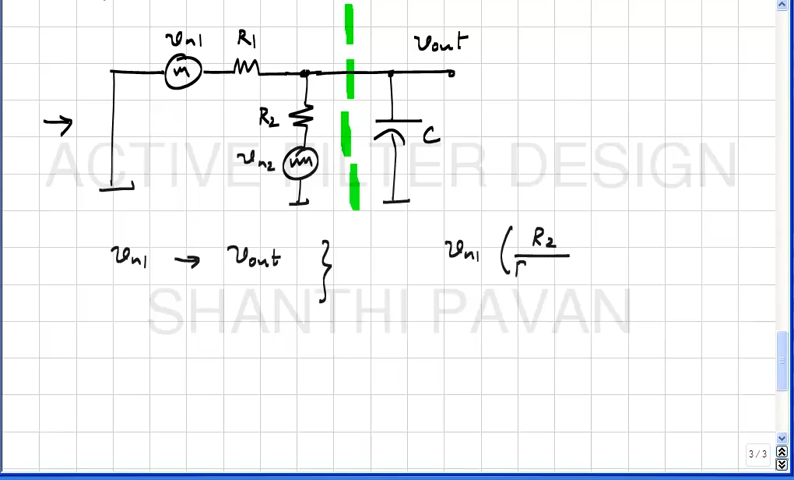 Vn1 R1 Vout
R2
Vn2 C
ACTIVE FILTER DESIGN
Vn1 → Vout } Vn1 ( R2
SHANTHI PAVAN
3 / 3